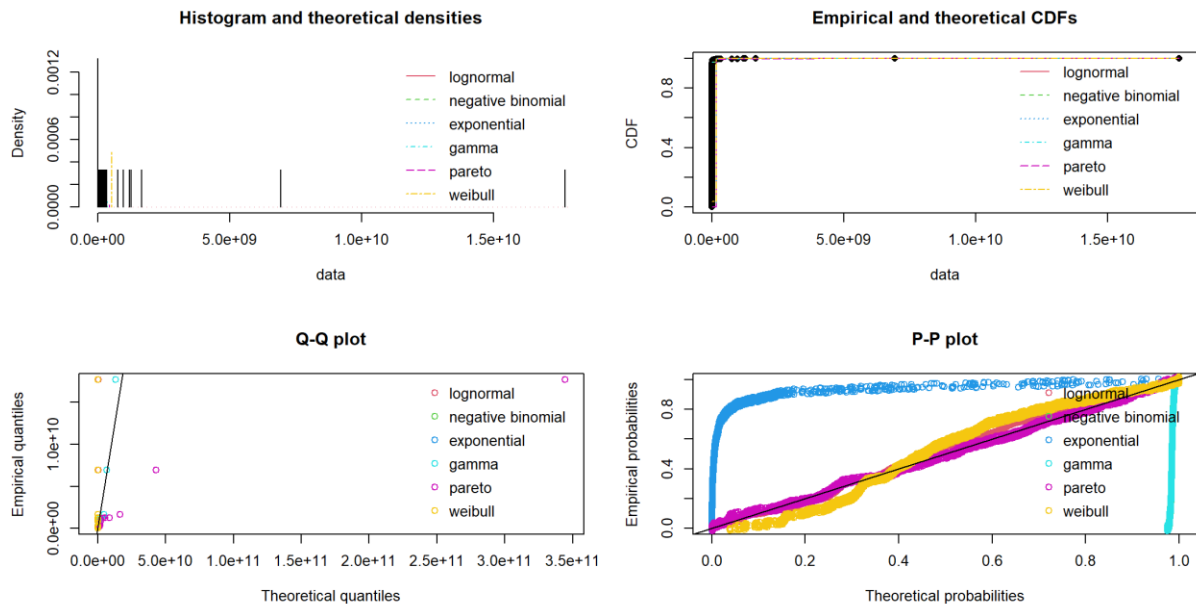 Histogram and theoretical densities
Density
0.0000
0.0006
0.0012
lognormal
negative binomial
exponential
gamma
pareto
weibull
0.0e+00 5.0e+09 1.0e+10 1.5e+10
data
Empirical and theoretical CDFs
CDF
0.0
0.4
0.8
lognormal
negative binomial
exponential
gamma
pareto
weibull
0.0e+00 5.0e+09 1.0e+10 1.5e+10
data
Q-Q plot
Empirical quantiles
0.0e+00
1.0e+10
lognormal
negative binomial
exponential
gamma
pareto
weibull
0.0e+00 5.0e+10 1.0e+11 1.5e+11 2.0e+11 2.5e+11 3.0e+11 3.5e+11
Theoretical quantiles
P-P plot
Empirical probabilities
0.0
0.4
0.8
lognormal
negative binomial
exponential
gamma
pareto
weibull
0.0 0.2 0.4 0.6 0.8 1.0
Theoretical probabilities